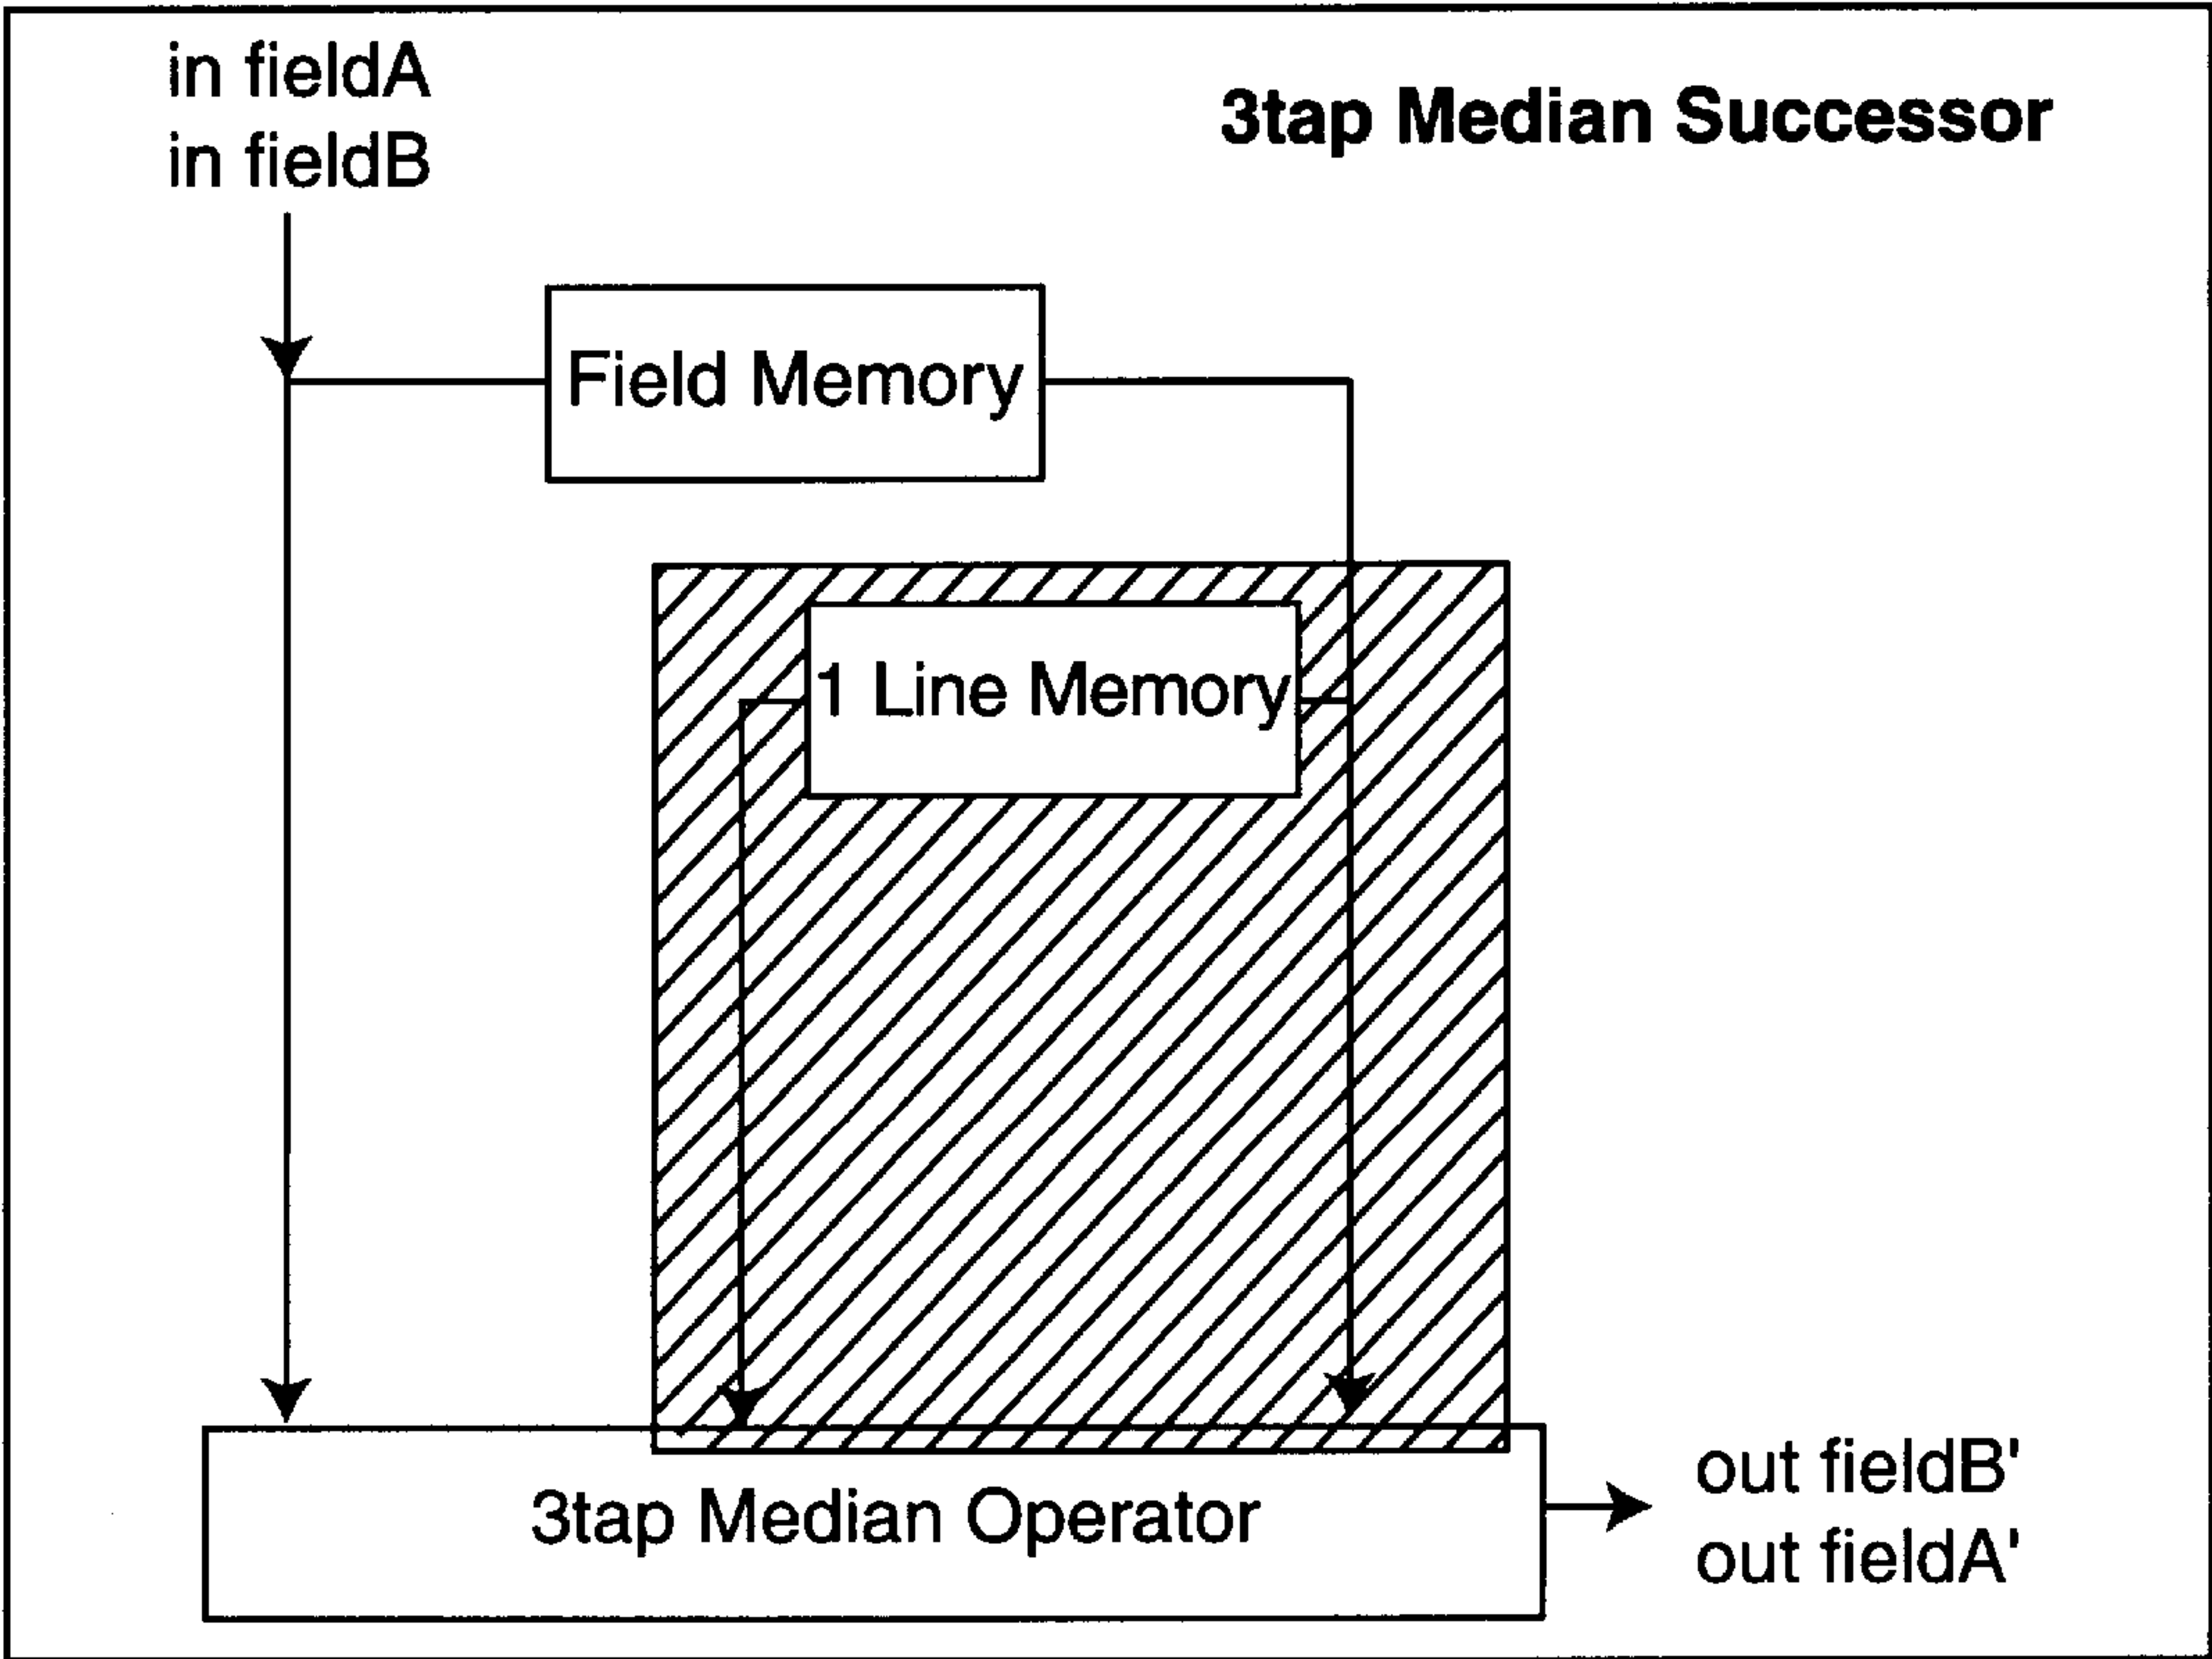 in fieldA
in fieldB
3tap Median Successor
Field Memory
1 Line Memory
3tap Median Operator
out fieldB'
out fieldA'